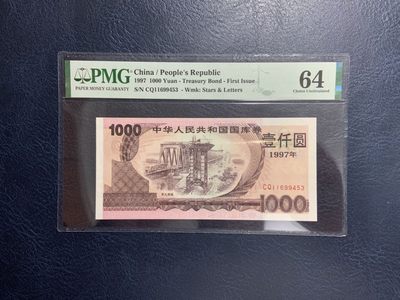 PMG
PAPER MONEY GUARANTY
China / People's Republic
1997 1000 Yuan - Treasury Bond - First Issue
S/N CQ11699453 - Wmk: Stars & Letters
64
Choice Uncirculated
1000
中华人民共和国国库券
壹仟圆
1997年
CQ11699453
1000